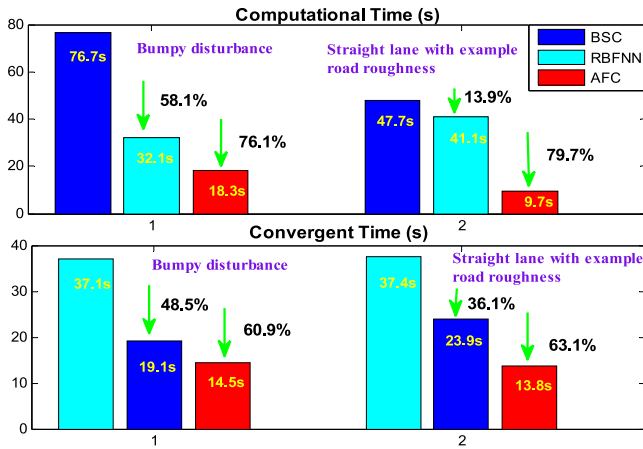 Computational Time (s)
80
60
40
20
0
76.7s
Bumpy disturbance
58.1%
32.1s
76.1%
18.3s
Straight lane with example
road roughness
13.9%
47.7s
41.1s
79.7%
9.7s
BSC
RBFNN
AFC
1
2
Convergent Time (s)
40
30
20
10
0
37.1s
Bumpy disturbance
48.5%
19.1s
60.9%
14.5s
Straight lane with example
road roughness
37.4s
36.1%
23.9s
63.1%
13.8s
1
2